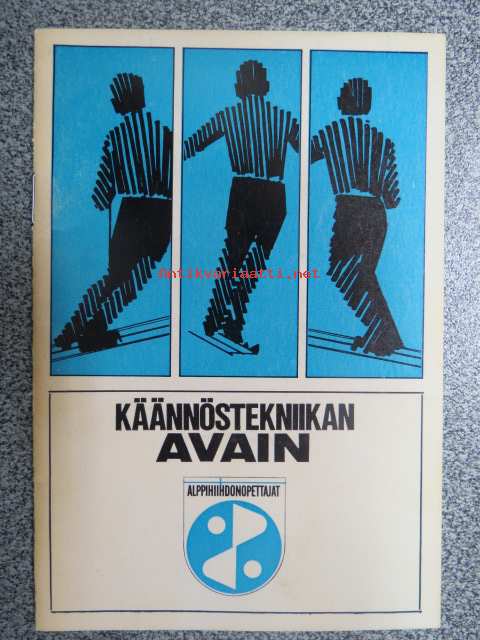 Antikvariaatti.net
KÄÄNNÖSTEKNIIKAN
AVAIN
ALPPIHIIHDONOPETTAJAT